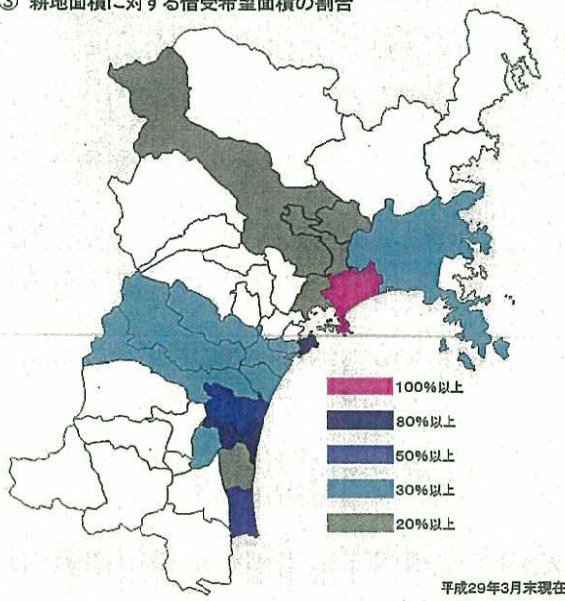 ③ 耕地面積に対する借受希望面積の割合
100%以上
80%以上
50%以上
30%以上
20%以上
平成29年3月末現在